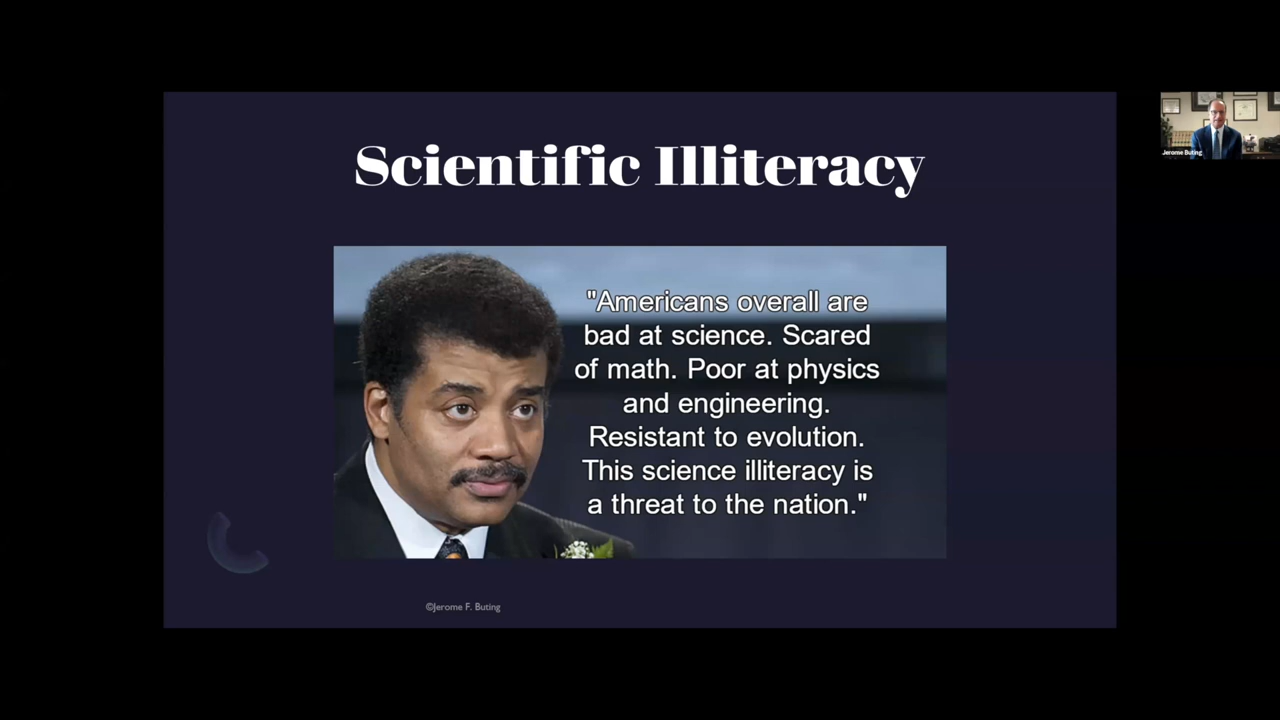 Scientific Illiteracy
"Americans overall are
bad at science. Scared
of math. Poor at physics
and engineering.
Resistant to evolution.
This science illiteracy is
a threat to the nation."
©Jerome F. Buting
Jerome Buting